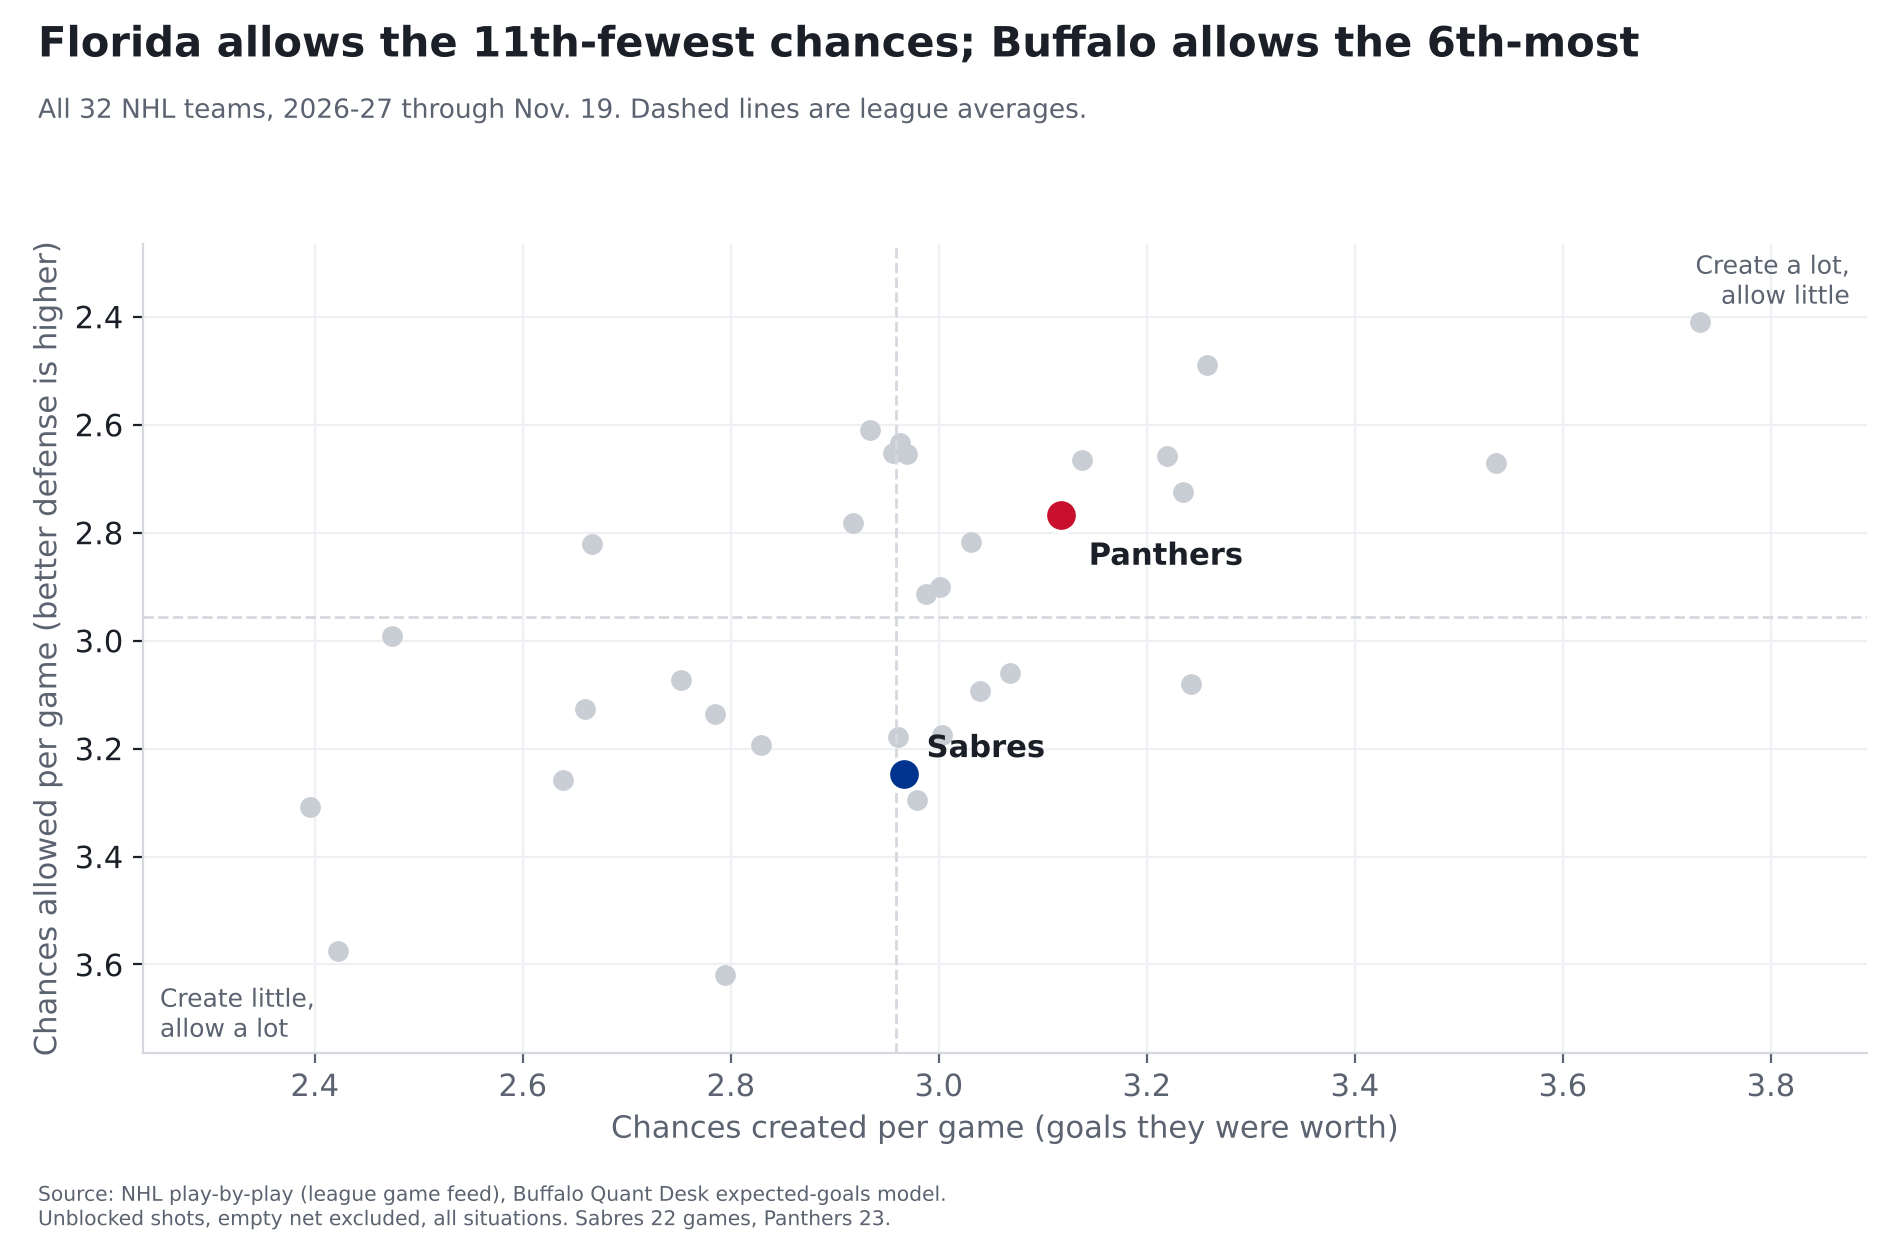 Florida allows the 11th-fewest chances; Buffalo allows the 6th-most
All 32 NHL teams, 2026-27 through Nov. 19. Dashed lines are league averages.
Chances allowed per game (better defense is higher)
Create a lot,
allow little
2.4
2.6
2.8
3.0
3.2
3.4
3.6
Panthers
Sabres
Create little,
allow a lot
2.4 2.6 2.8 3.0 3.2 3.4 3.6 3.8
Chances created per game (goals they were worth)
Source: NHL play-by-play (league game feed), Buffalo Quant Desk expected-goals model.
Unblocked shots, empty net excluded, all situations. Sabres 22 games, Panthers 23.